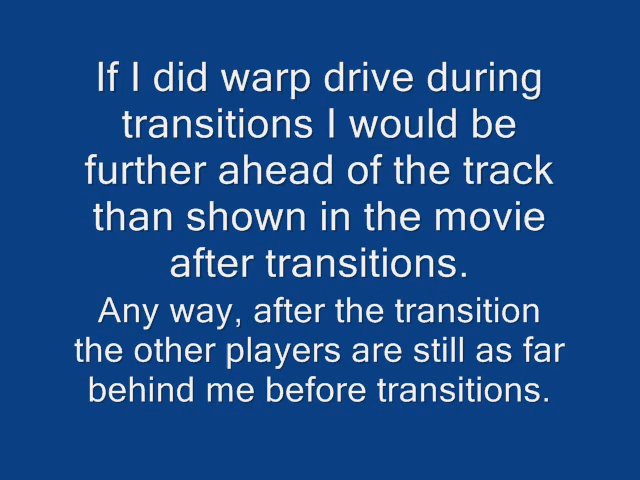 If I did warp drive during
transitions I would be
further ahead of the track
than shown in the movie
after transitions.
Any way, after the transition
the other players are still as far
behind me before transitions.